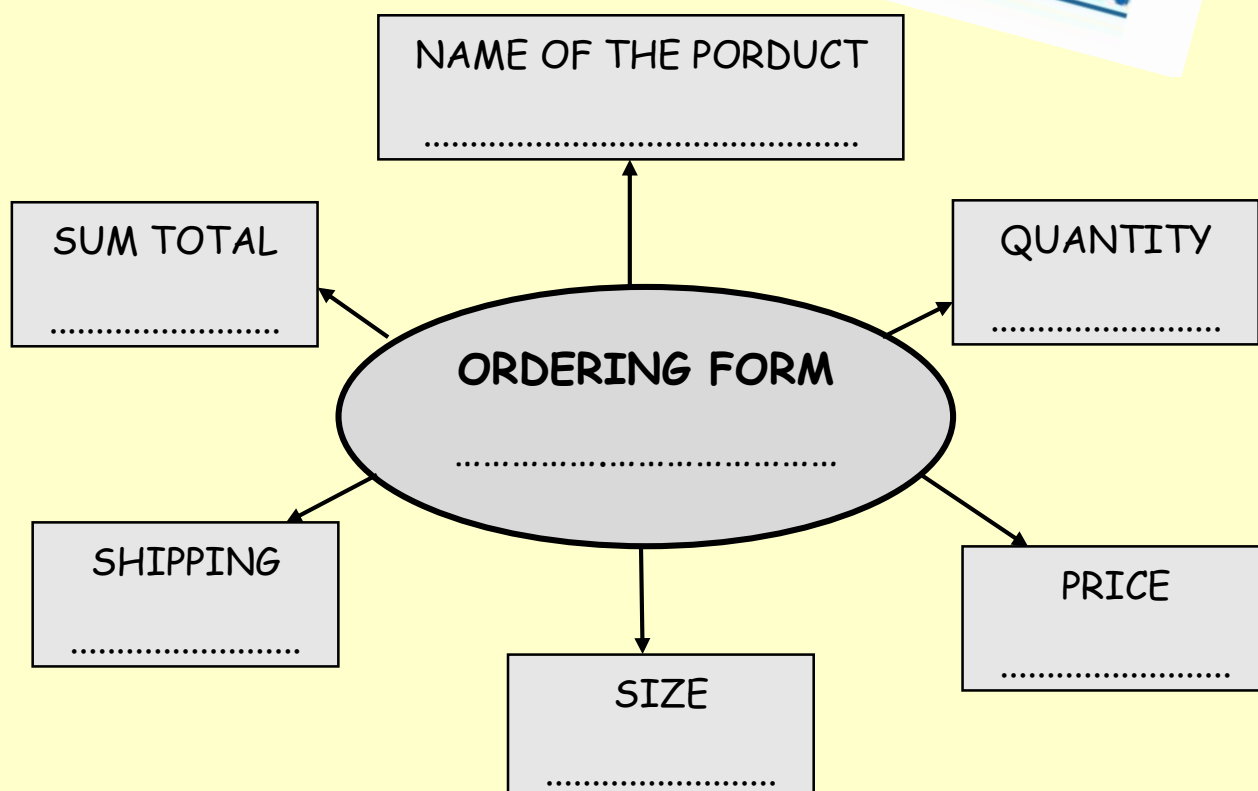 NAME OF THE PORDUCT
...............................................
SUM TOTAL
.........................
QUANTITY
.........................
ORDERING FORM
…………….……………………
SHIPPING
.........................
PRICE
.........................
SIZE
.........................